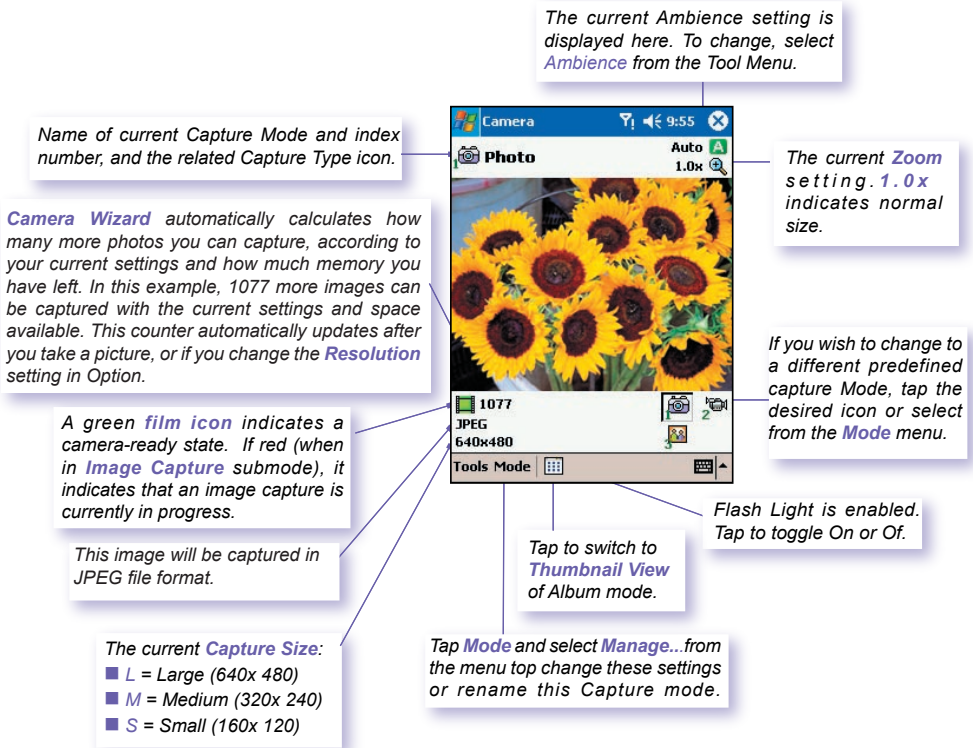 The current Ambience setting is
displayed here. To change, select
Ambience from the Tool Menu.
Name of current Capture Mode and index
number, and the related Capture Type icon.
Camera Wizard automatically calculates how
many more photos you can capture, according to
your current settings and how much memory you
have left. In this example, 1077 more images can
be captured with the current settings and space
available. This counter automatically updates after
you take a picture, or if you change the Resolution
setting in Option.
A green film icon indicates a
camera-ready state. If red (when
in Image Capture submode), it
indicates that an image capture is
currently in progress.
This image will be captured in
JPEG file format.
The current Capture Size:
L = Large (640x 480)
M = Medium (320x 240)
S = Small (160x 120)
Camera 9:55
1 Photo
Auto A
1.0x
1077
JPEG
640x480
1 2
3
Tools Mode
The current Zoom
setting. 1.0x
indicates normal
size.
If you wish to change to
a different predefined
capture Mode, tap the
desired icon or select
from the Mode menu.
Flash Light is enabled.
Tap to toggle On or Of.
Tap to switch to
Thumbnail View
of Album mode.
Tap Mode and select Manage...from
the menu top change these settings
or rename this Capture mode.